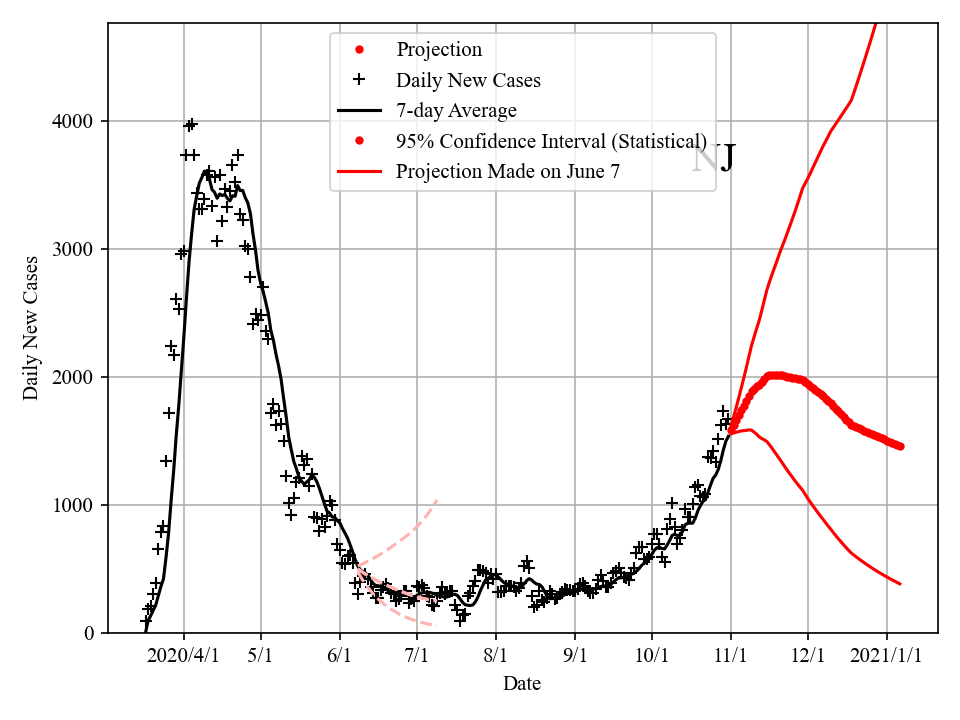 Projection
Daily New Cases
7-day Average
95% Confidence Interval (Statistical)
Projection Made on June 7
NJ
4000
3000
2000
1000
0
Daily New Cases
2020/4/1 5/1 6/1 7/1 8/1 9/1 10/1 11/1 12/1 2021/1/1
Date